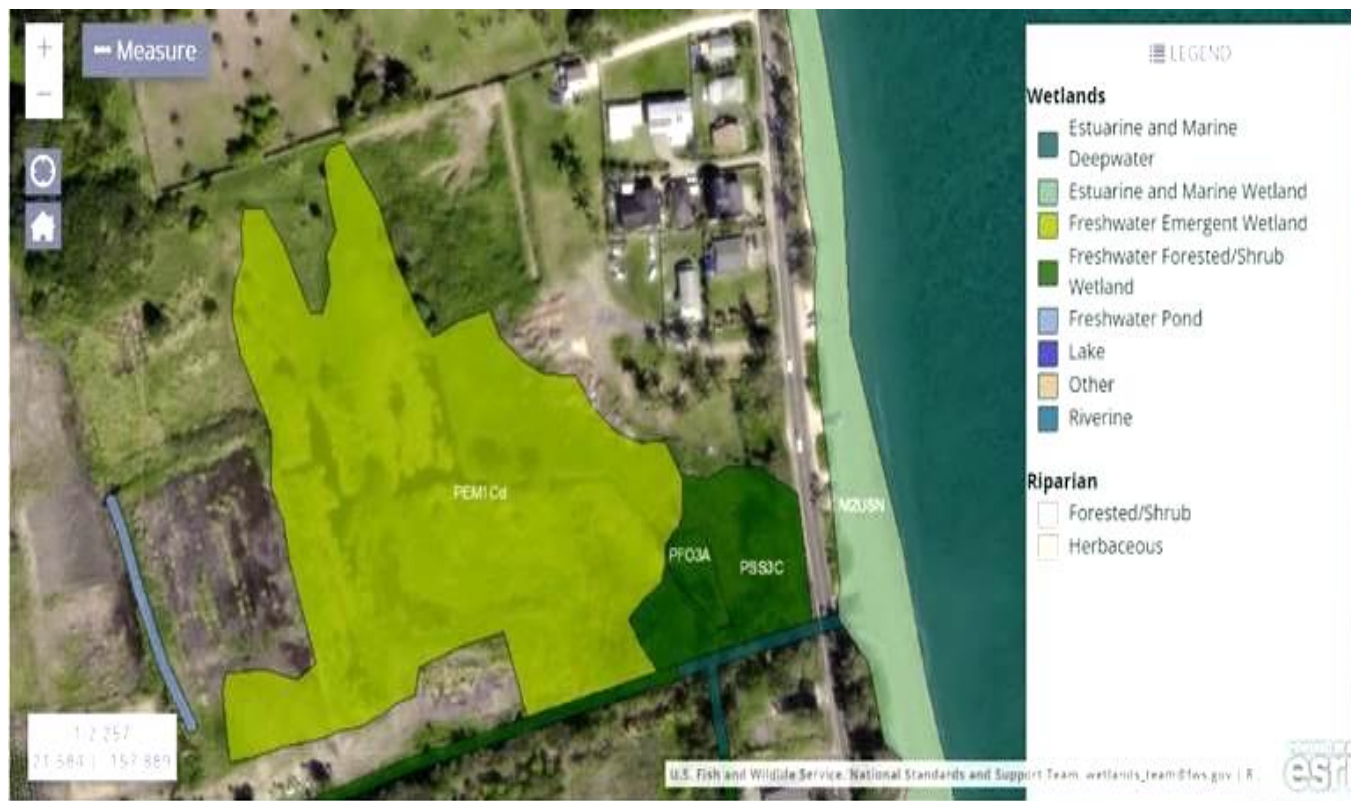 +
Measure
−
LEGEND
Wetlands
Estuarine and Marine
Deepwater
Estuarine and Marine Wetland
Freshwater Emergent Wetland
Freshwater Forested/Shrub
Wetland
Freshwater Pond
Lake
Other
Riverine
Riparian
Forested/Shrub
Herbaceous
PEM1Cd
PFO3A
PSS3C
M2USN
1:2,257
21.584 | -157.889
U.S. Fish and Wildlife Service, National Standards and Support Team, wetlands_team@fws.gov | R
esri